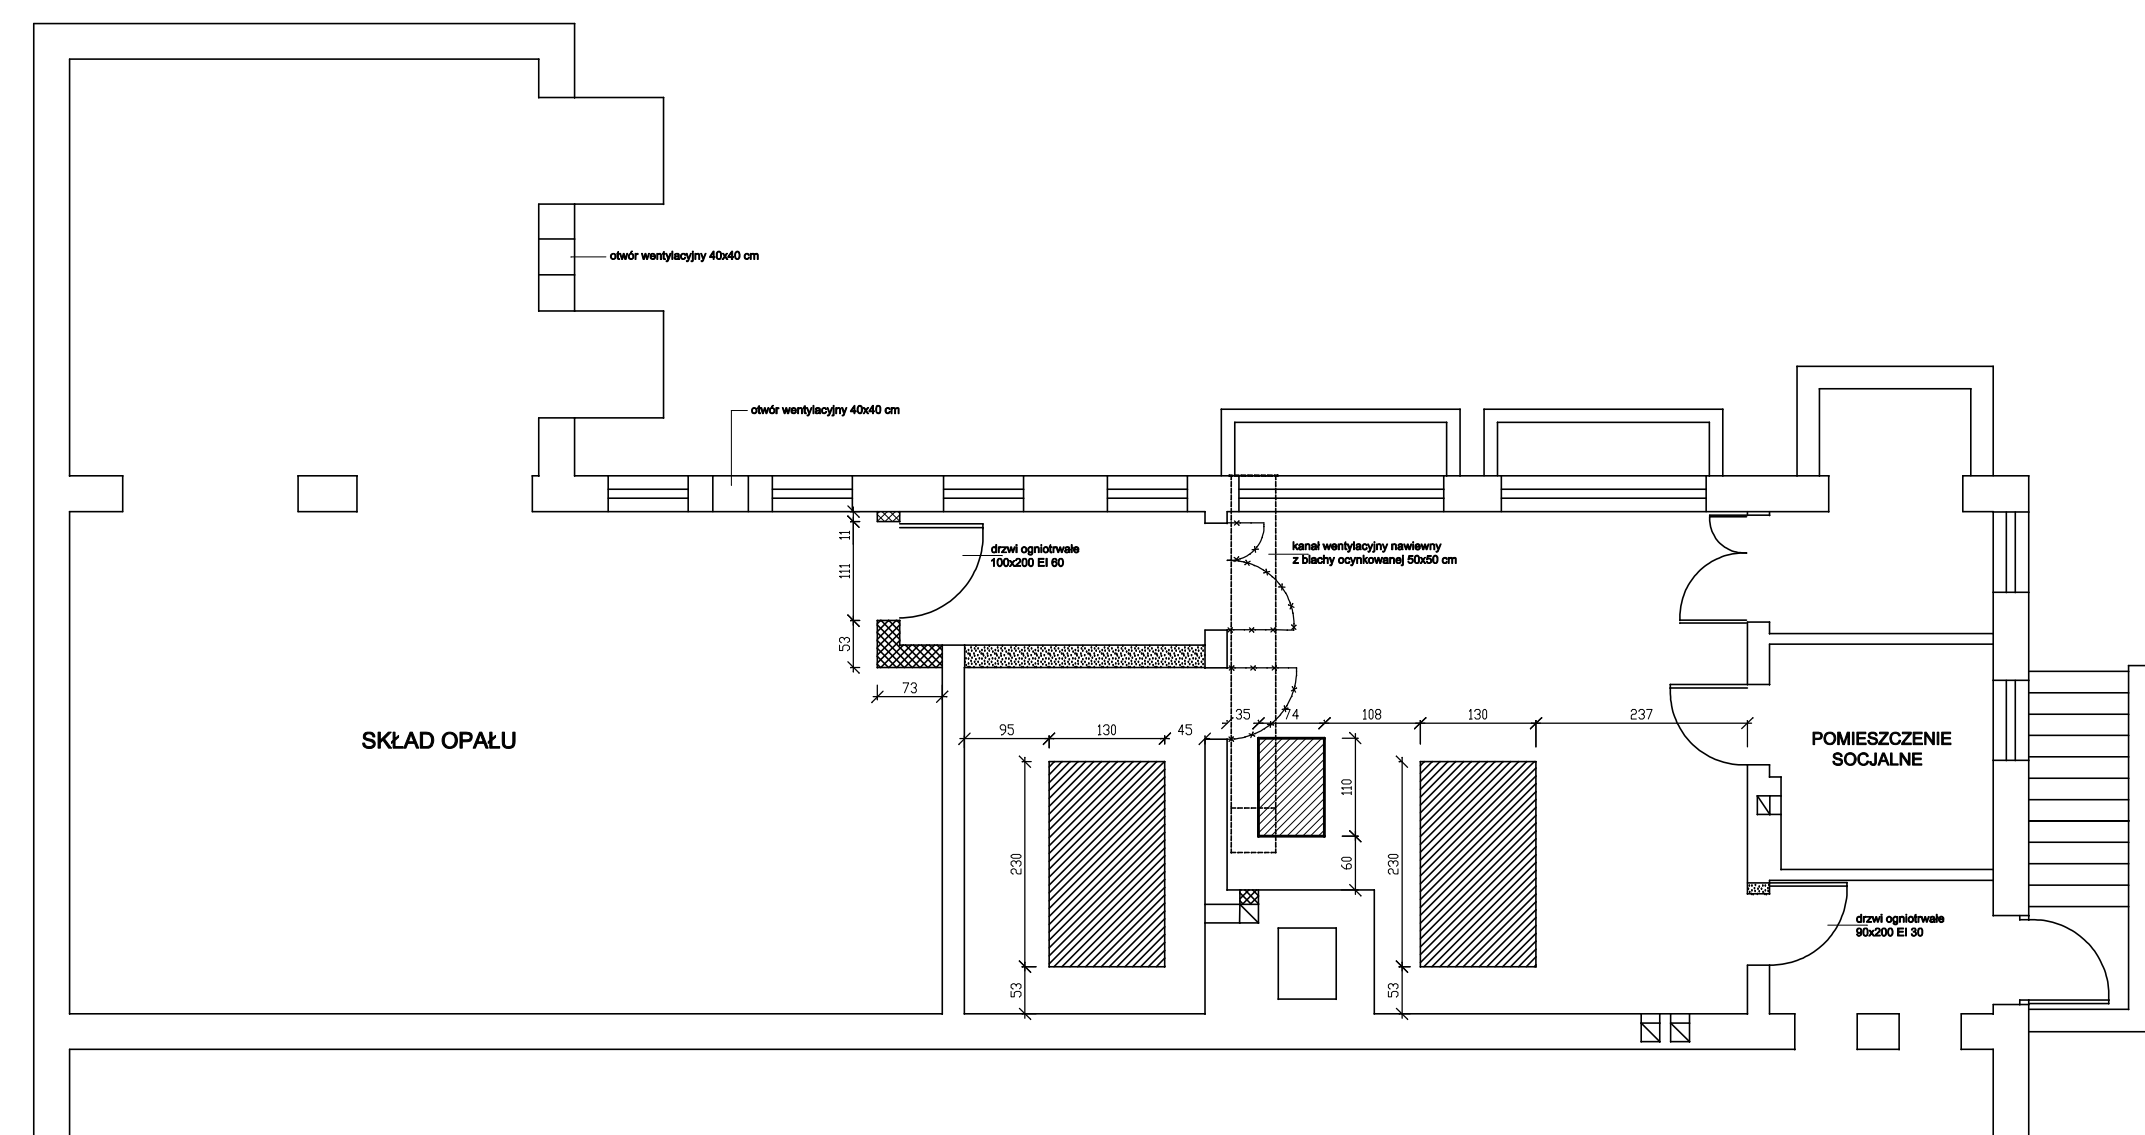 otwór wentylacyjny 40x40 cm
otwór wentylacyjny 40x40 cm
drzwi ogniotrwałe
100x200 EI 60
kanał wentylacyjny nawiewny
z blachy ocynkowanej 50x50 cm
11
111
53
73
SKŁAD OPAŁU
95
130
45
35
74
108
130
237
POMIESZCZENIE
SOCJALNE
110
60
230
53
230
53
drzwi ogniotrwałe
90x200 EI 30